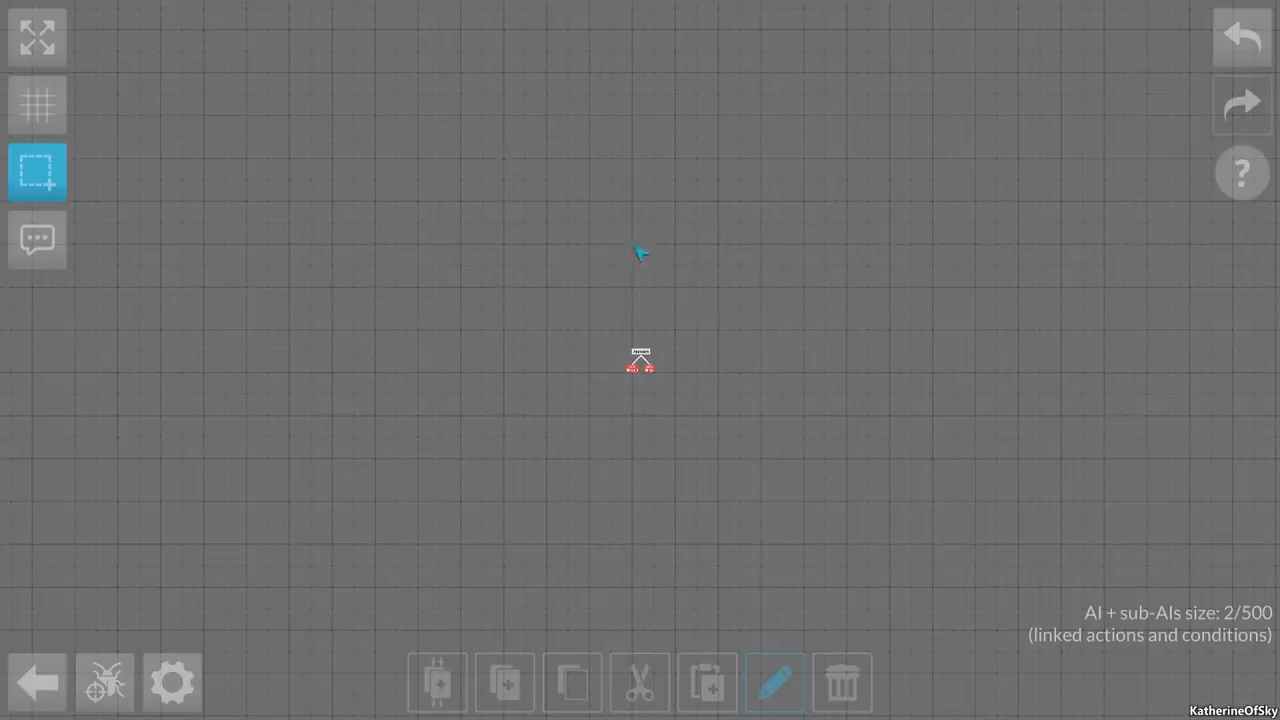 ?
AI + sub-AIs size: 2/500
(linked actions and conditions)
KatherineOfSky